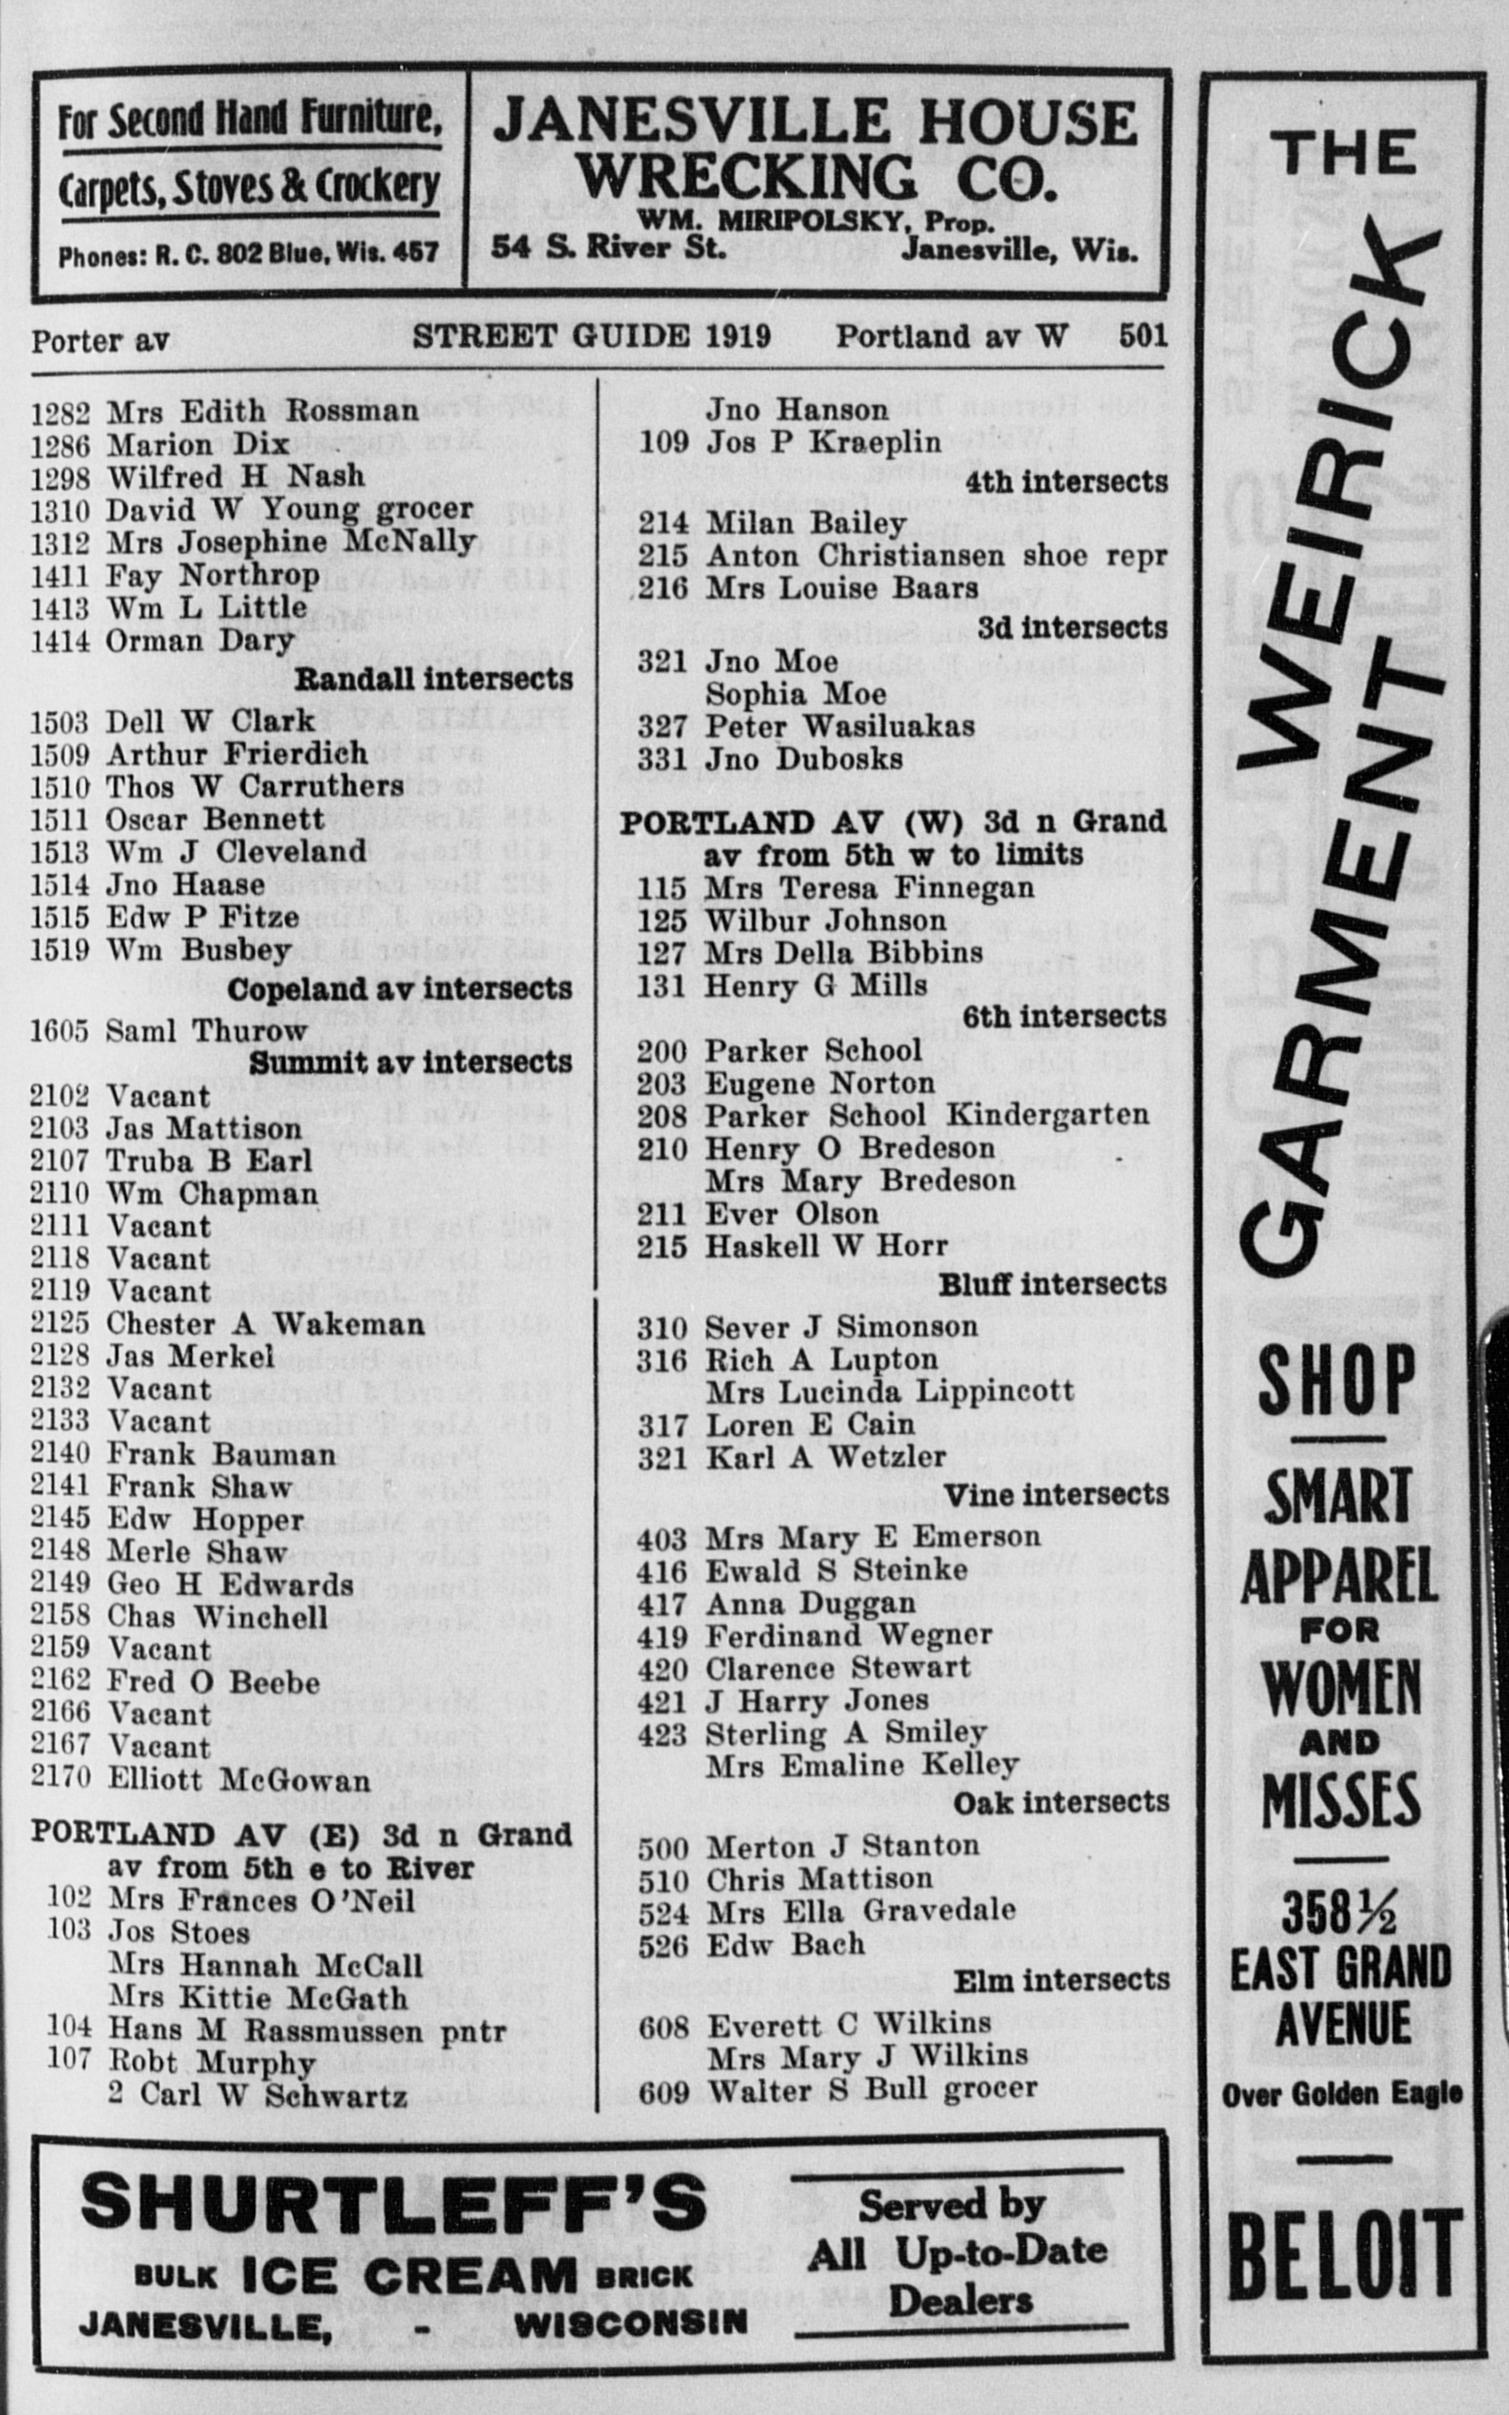 For Second Hand Furniture,
Carpets, Stoves & Crockery
Phones: R. C. 802 Blue, Wis. 457
JANESVILLE HOUSE
WRECKING CO.
WM. MIRIPOLSKY, Prop.
54 S. River St. Janesville, Wis.
Porter av STREET GUIDE 1919 Portland av W 501
1282 Mrs Edith Rossman
1286 Marion Dix
1298 Wilfred H Nash
1310 David W Young grocer
1312 Mrs Josephine McNally
1411 Fay Northrop
1413 Wm L Little
1414 Orman Dary
Randall intersects
1503 Dell W Clark
1509 Arthur Frierdich
1510 Thos W Carruthers
1511 Oscar Bennett
1513 Wm J Cleveland
1514 Jno Haase
1515 Edw P Fitze
1519 Wm Busbey
Copeland av intersects
1605 Saml Thurow
Summit av intersects
2102 Vacant
2103 Jas Mattison
2107 Truba B Earl
2110 Wm Chapman
2111 Vacant
2118 Vacant
2119 Vacant
2125 Chester A Wakeman
2128 Jas Merkel
2132 Vacant
2133 Vacant
2140 Frank Bauman
2141 Frank Shaw
2145 Edw Hopper
2148 Merle Shaw
2149 Geo H Edwards
2158 Chas Winchell
2159 Vacant
2162 Fred O Beebe
2166 Vacant
2167 Vacant
2170 Elliott McGowan
PORTLAND AV (E) 3d n Grand
av from 5th e to River
102 Mrs Frances O'Neil
103 Jos Stoes
Mrs Hannah McCall
Mrs Kittie McGath
104 Hans M Rassmussen pntr
107 Robt Murphy
2 Carl W Schwartz
Jno Hanson
109 Jos P Kraeplin
4th intersects
214 Milan Bailey
215 Anton Christiansen shoe repr
216 Mrs Louise Baars
3d intersects
321 Jno Moe
Sophia Moe
327 Peter Wasiluakas
331 Jno Dubosks
PORTLAND AV (W) 3d n Grand
av from 5th w to limits
115 Mrs Teresa Finnegan
125 Wilbur Johnson
127 Mrs Della Bibbins
131 Henry G Mills
6th intersects
200 Parker School
203 Eugene Norton
208 Parker School Kindergarten
210 Henry O Bredeson
Mrs Mary Bredeson
211 Ever Olson
215 Haskell W Horr
Bluff intersects
310 Sever J Simonson
316 Rich A Lupton
Mrs Lucinda Lippincott
317 Loren E Cain
321 Karl A Wetzler
Vine intersects
403 Mrs Mary E Emerson
416 Ewald S Steinke
417 Anna Duggan
419 Ferdinand Wegner
420 Clarence Stewart
421 J Harry Jones
423 Sterling A Smiley
Mrs Emaline Kelley
Oak intersects
500 Merton J Stanton
510 Chris Mattison
524 Mrs Ella Gravedale
526 Edw Bach
Elm intersects
608 Everett C Wilkins
Mrs Mary J Wilkins
609 Walter S Bull grocer
SHURTLEFF'S
BULK ICE CREAM BRICK
JANESVILLE, - WISCONSIN
Served by
All Up-to-Date
Dealers
THE
WEIRICK
GARMENT
SHOP
SMART
APPAREL
FOR
WOMEN
AND
MISSES
358½
EAST GRAND
AVENUE
Over Golden Eagle
BELOIT